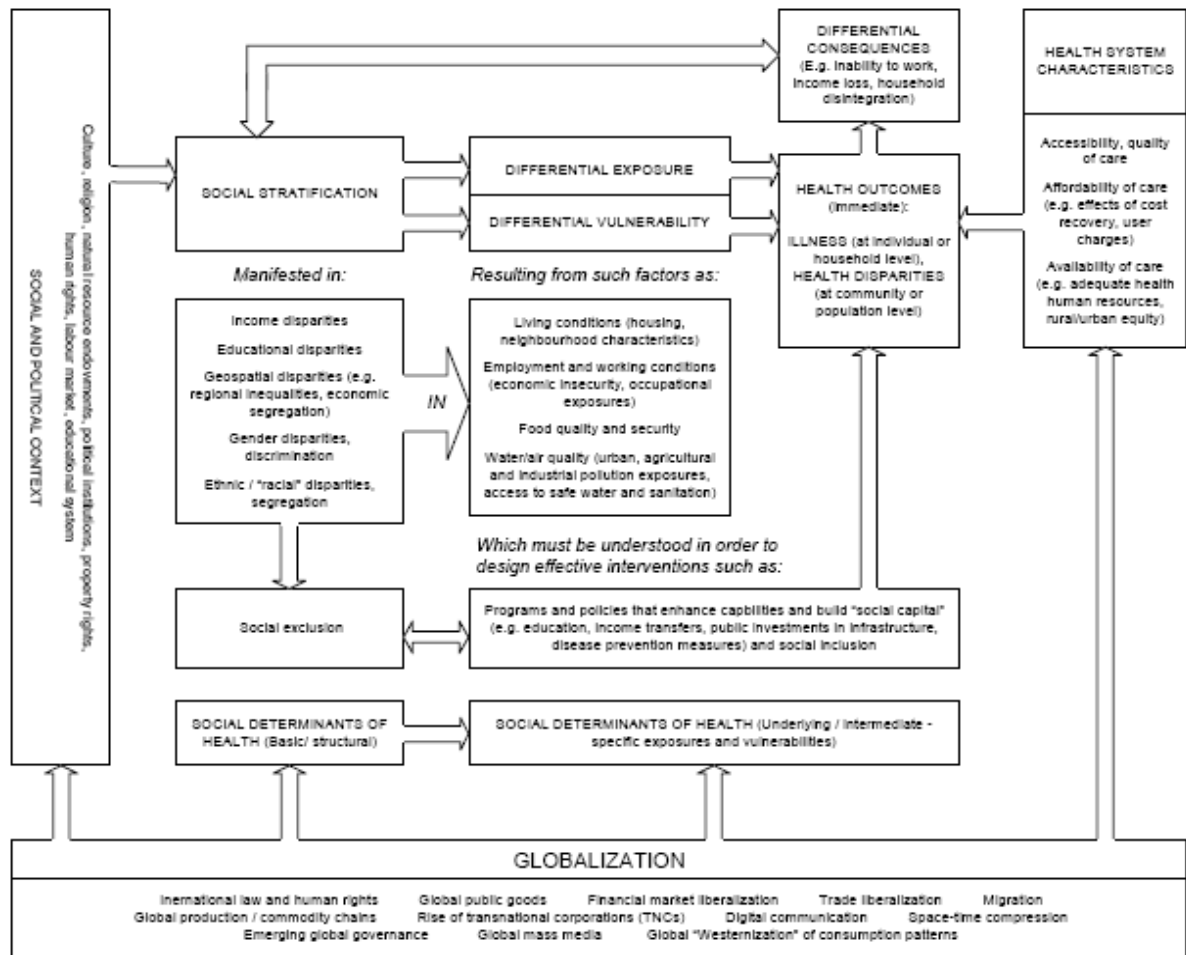 SOCIAL AND POLITICAL CONTEXT
Culture, religion, natural resource endowments, political institutions, property rights,
human rights, labour market, educational system
SOCIAL STRATIFICATION
Manifested in:
Income disparities
Educational disparities
Geospatial disparities (e.g.
regional inequalities, economic
segregation)
Gender disparities,
discrimination
Ethnic / "racial" disparities,
segregation
IN
Social exclusion
SOCIAL DETERMINANTS OF
HEALTH (Basic/ structural)
DIFFERENTIAL EXPOSURE
DIFFERENTIAL VULNERABILITY
Resulting from such factors as:
Living conditions (housing,
neighbourhood characteristics)
Employment and working conditions
(economic insecurity, occupational
exposures)
Food quality and security
Water/air quality (urban, agricultural
and industrial pollution exposures,
access to safe water and sanitation)
Which must be understood in order to
design effective interventions such as:
Programs and policies that enhance capbilities and build "social capital"
(e.g. education, income transfers, public investments in infrastructure,
disease prevention measures) and social inclusion
SOCIAL DETERMINANTS OF HEALTH (Underlying / intermediate -
specific exposures and vulnerabilities)
DIFFERENTIAL
CONSEQUENCES
(E.g. inability to work,
income loss, household
disintegration)
HEALTH OUTCOMES
(immediate):
ILLNESS (at individual or
household level),
HEALTH DISPARITIES
(at community or
population level)
HEALTH SYSTEM
CHARACTERISTICS
Accessibility, quality
of care
Affordability of care
(e.g. effects of cost
recovery, user
charges)
Availability of care
(e.g. adequate health
human resources,
rural/urban equity)
GLOBALIZATION
Inernational law and human rights Global public goods Financial market liberalization Trade liberalization Migration
Global production / commodity chains Rise of transnational corporations (TNCs) Digital communication Space-time compression
Emerging global governance Global mass media Global "Westernization" of consumption patterns